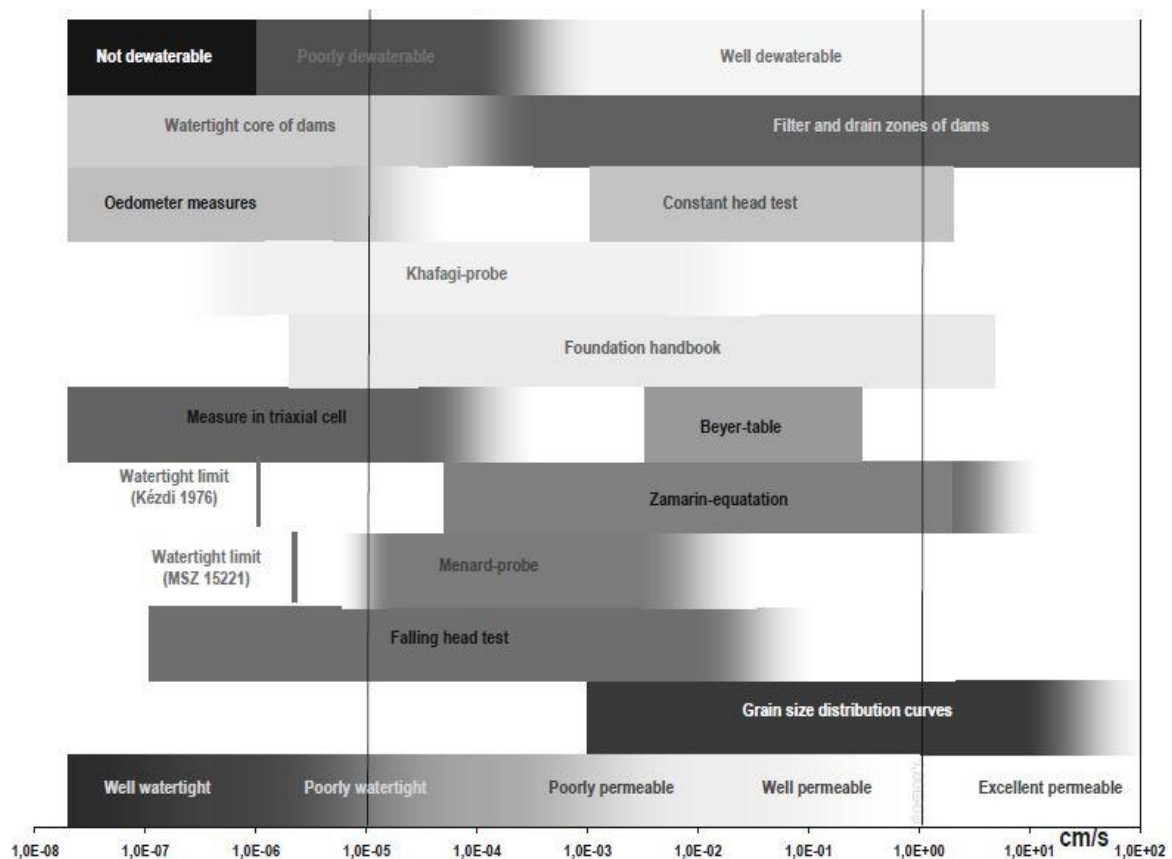 Not dewaterable
Poorly dewaterable
Well dewaterable
Watertight core of dams
Filter and drain zones of dams
Oedometer measures
Constant head test
Khafagi-probe
Foundation handbook
Measure in triaxial cell
Beyer-table
Watertight limit
(Kézdi 1976)
Zamarin-equatation
Watertight limit
(MSZ 15221)
Menard-probe
Falling head test
Grain size distribution curves
Well watertight
Poorly watertight
Poorly permeable
Well permeable
Excellent permeable
cm/s
1,0E-08
1,0E-07
1,0E-06
1,0E-05
1,0E-04
1,0E-03
1,0E-02
1,0E-01
1,0E+00
1,0E+01
1,0E+02